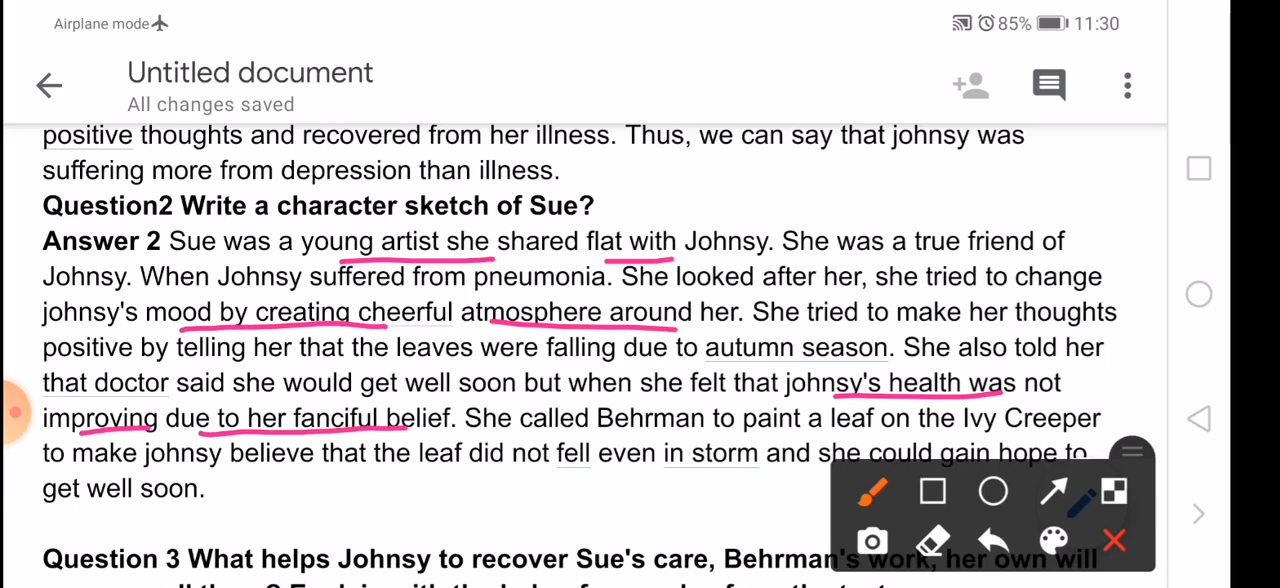 Airplane mode 85% 11:30
Untitled document
All changes saved
positive thoughts and recovered from her illness. Thus, we can say that johnsy was
suffering more from depression than illness.
Question2 Write a character sketch of Sue?
Answer 2 Sue was a young artist she shared flat with Johnsy. She was a true friend of
Johnsy. When Johnsy suffered from pneumonia. She looked after her, she tried to change
johnsy's mood by creating cheerful atmosphere around her. She tried to make her thoughts
positive by telling her that the leaves were falling due to autumn season. She also told her
that doctor said she would get well soon but when she felt that johnsy's health was not
improving due to her fanciful belief. She called Behrman to paint a leaf on the Ivy Creeper
to make johnsy believe that the leaf did not fell even in storm and she could gain hope to
get well soon.
Question 3 What helps Johnsy to recover Sue's care, Behrman's work, her own will